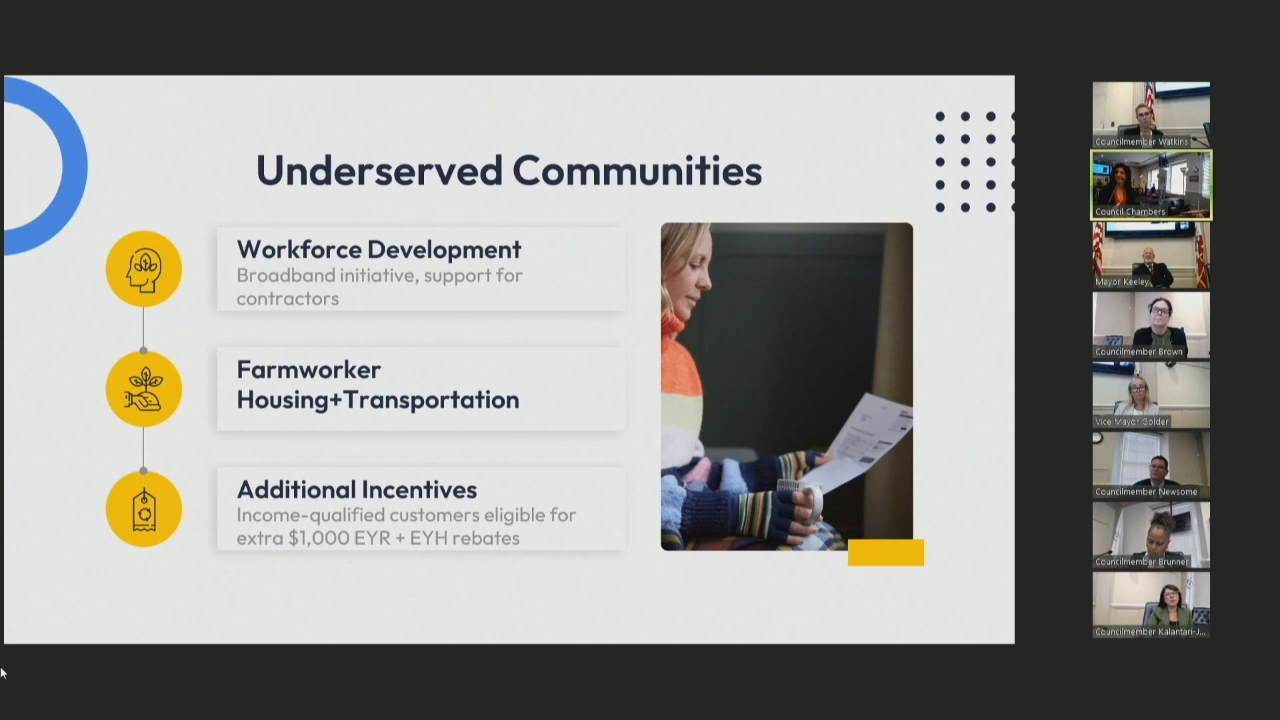 Underserved Communities
Workforce Development
Broadband initiative, support for
contractors
Farmworker
Housing+Transportation
Additional Incentives
Income-qualified customers eligible for
extra $1,000 EYR + EYH rebates
Councilmember Watkins
Council Chambers
Mayor Keeley
Councilmember Brown
Vice Mayor Golder
Councilmember Newsome
Councilmember Brunner
Councilmember Kalantari-J...